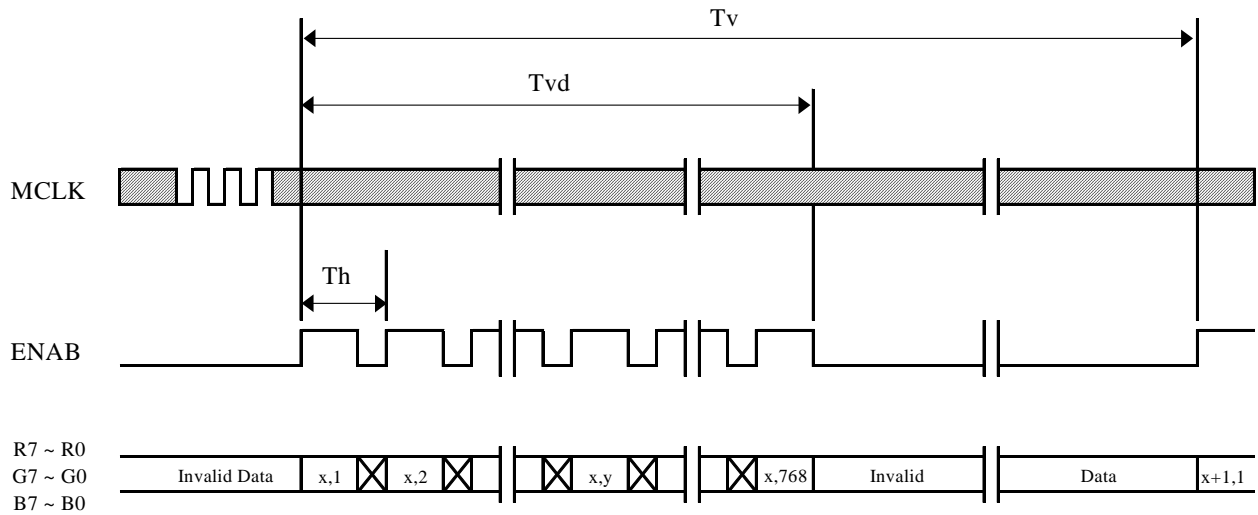 Tv
Tvd
MCLK
Th
ENAB
R7 ~ R0
G7 ~ G0
B7 ~ B0
Invalid Data x,1 x,2 x,y x,768 Invalid Data x+1,1